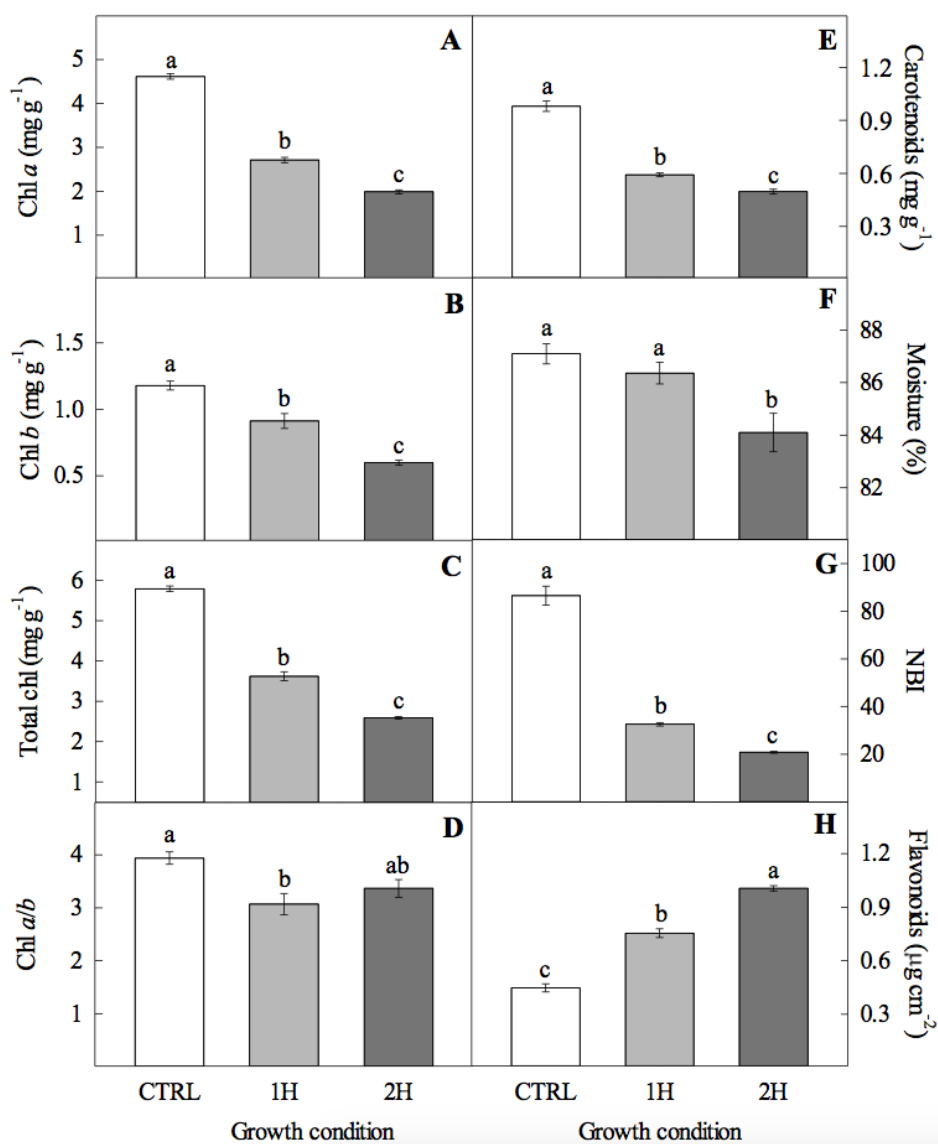 A
Chl a (mg g-1)
5
4
3
2
1
a
b
c
E
Carotenoids (mg g-1)
1.2
0.9
0.6
0.3
a
b
c
B
Chl b (mg g-1)
1.5
1.0
0.5
a
b
c
F
Moisture (%)
88
86
84
82
a
a
b
C
Total chl (mg g-1)
6
5
4
3
2
1
a
b
c
G
NBI
100
80
60
40
20
a
b
c
D
Chl a/b
4
3
2
1
a
b
ab
H
Flavonoids (μg cm-2)
1.2
0.9
0.6
0.3
c
b
a
CTRL 1H 2H
CTRL 1H 2H
Growth condition
Growth condition